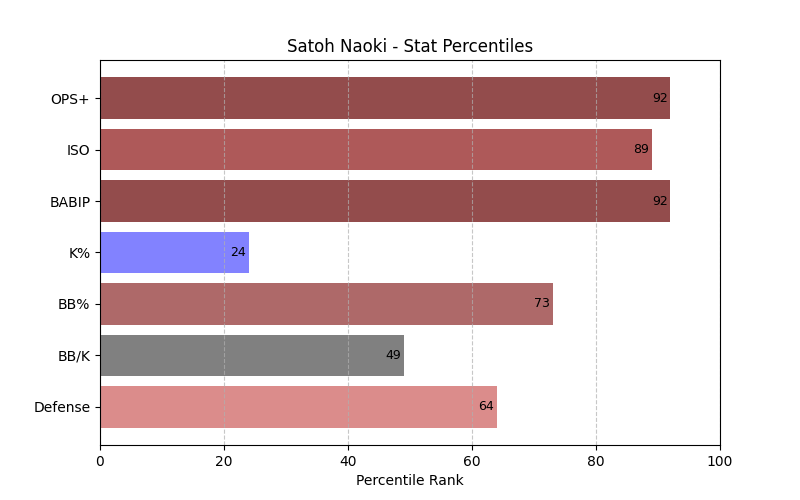 Satoh Naoki - Stat Percentiles
OPS+ 92
ISO 89
BABIP 92
K% 24
BB% 73
BB/K 49
Defense 64
0 20 40 60 80 100
Percentile Rank